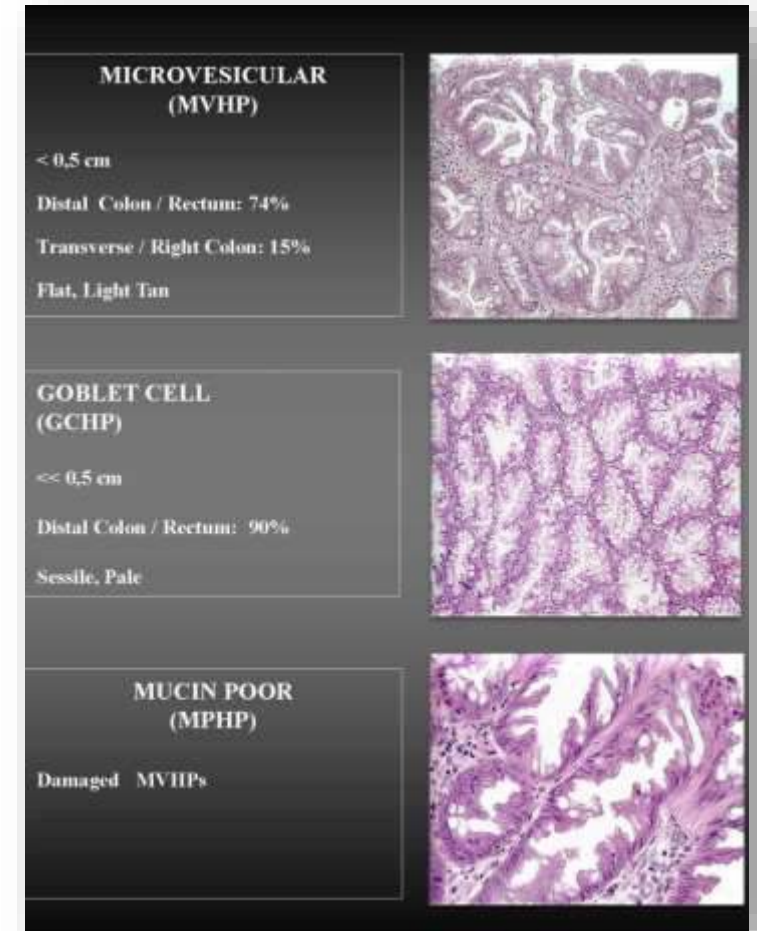 MICROVESICULAR
(MVHP)
< 0,5 cm
Distal Colon / Rectum: 74%
Transverse / Right Colon: 15%
Flat, Light Tan
GOBLET CELL
(GCHP)
<< 0,5 cm
Distal Colon / Rectum: 90%
Sessile, Pale
MUCIN POOR
(MPHP)
Damaged MVHPs